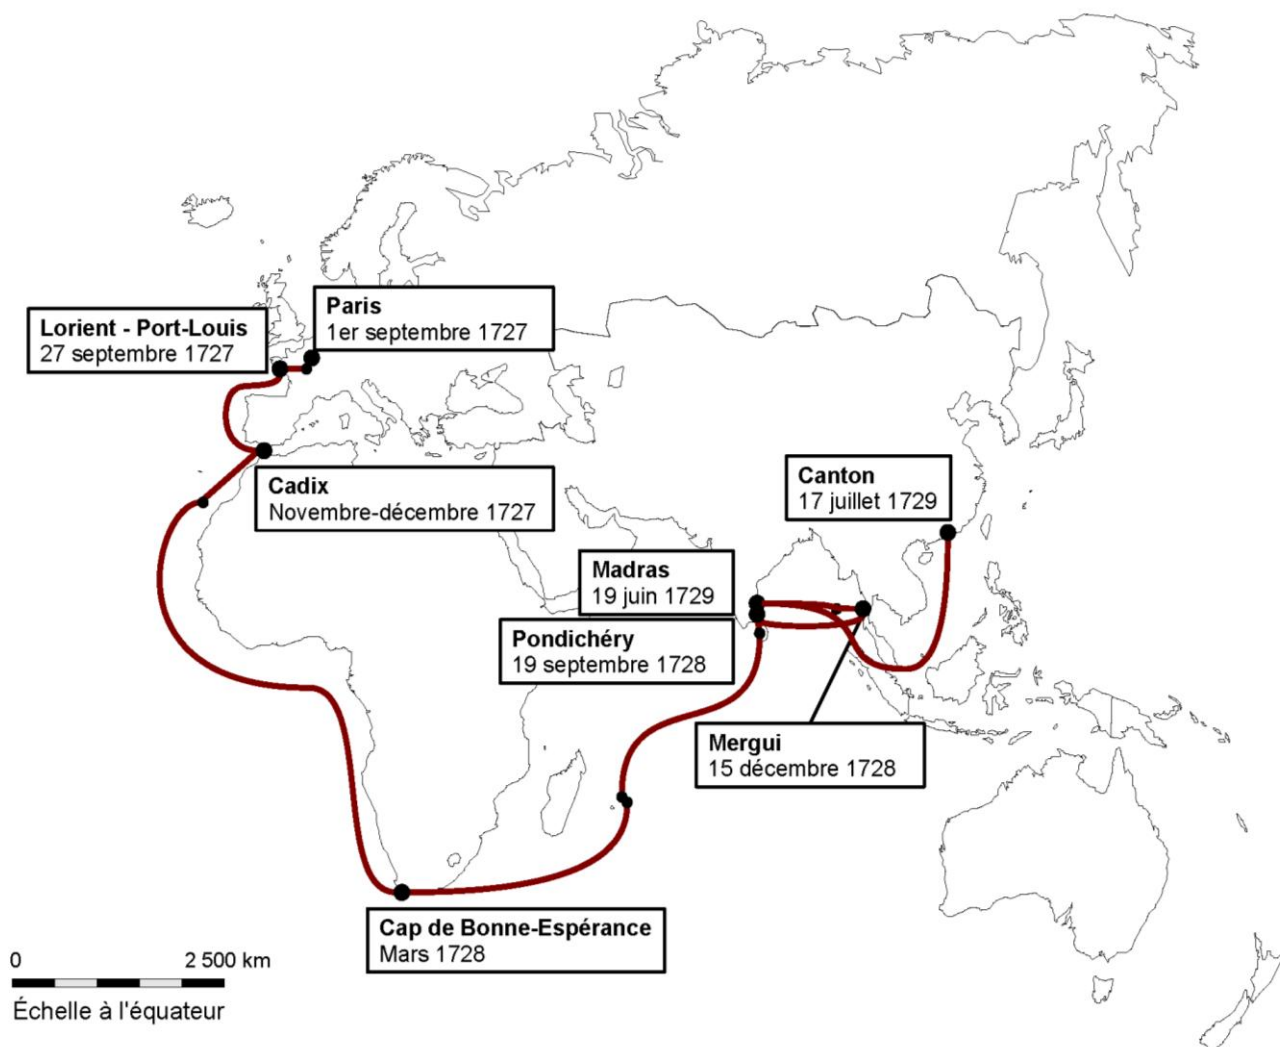 Paris
1er septembre 1727
Lorient - Port-Louis
27 septembre 1727
Cadix
Novembre-décembre 1727
Canton
17 juillet 1729
Madras
19 juin 1729
Pondichéry
19 septembre 1728
Mergui
15 décembre 1728
Cap de Bonne-Espérance
Mars 1728
0 2 500 km
Échelle à l'équateur